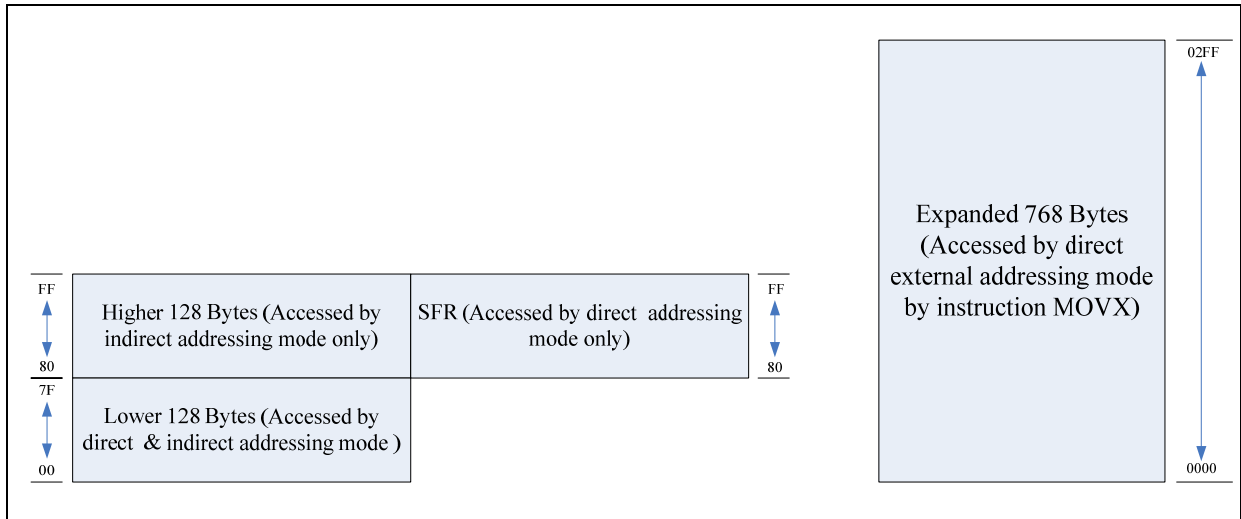 FF
Higher 128 Bytes (Accessed by
indirect addressing mode only)
80
SFR (Accessed by direct addressing
mode only)
FF
80
7F
Lower 128 Bytes (Accessed by
direct & indirect addressing mode )
00
Expanded 768 Bytes
(Accessed by direct
external addressing mode
by instruction MOVX)
02FF
0000